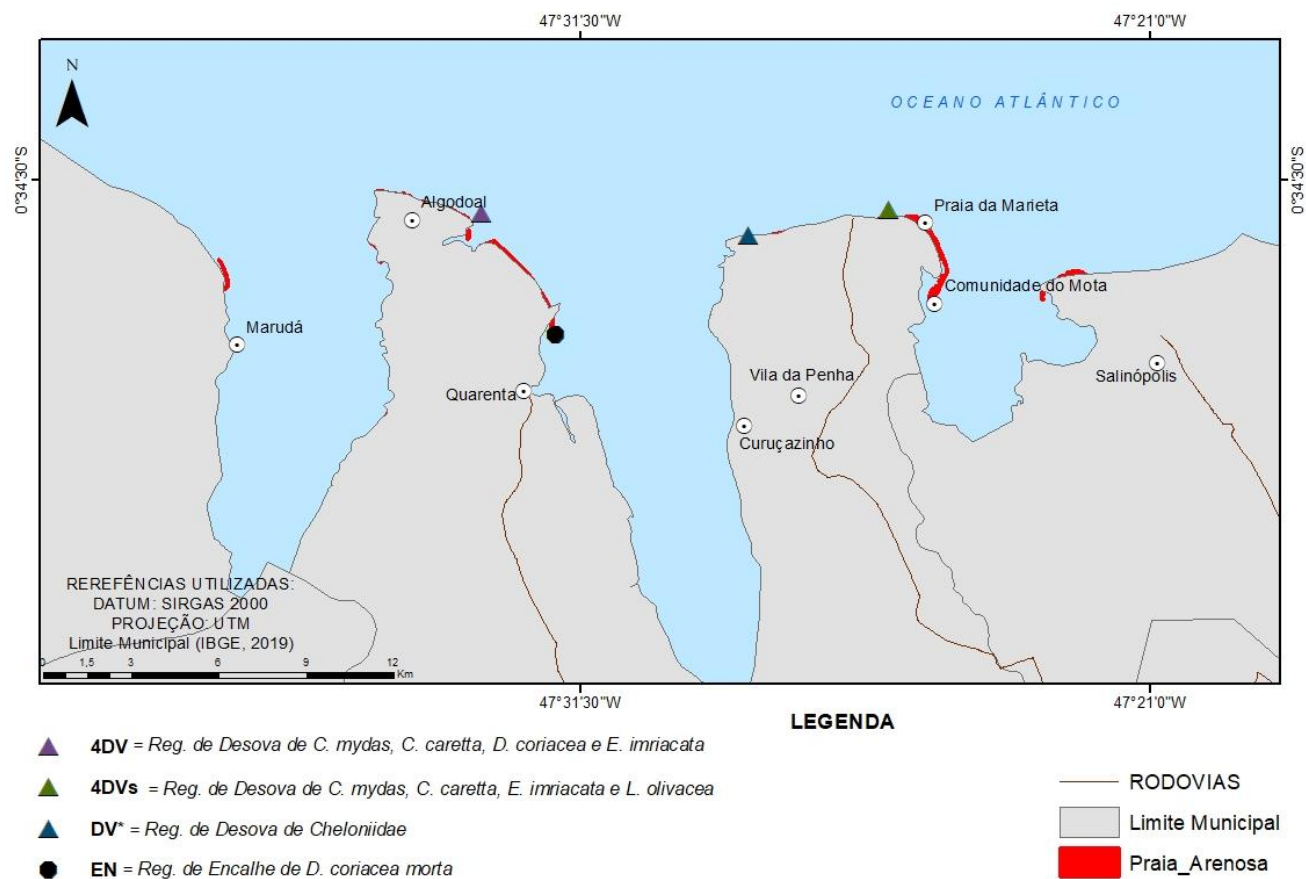 47°31'30"W
47°21'0"W
N
OCEANO ATLÂNTICO
0°34'30"S
0°34'30"S
Algodoal
Praia da Marieta
Comunidade do Mota
Marudá
Vila da Penha
Salinópolis
Quarenta
Curuçazinho
REREFÊNCIAS UTILIZADAS:
DATUM: SIRGAS 2000
PROJEÇÃO: UTM
Limite Municipal (IBGE, 2019)
0 1,5 3 6 9 12
Km
47°31'30"W
47°21'0"W
LEGENDA
4DV = Reg. de Desova de C. mydas, C. caretta, D. coriacea e E. imriacata
4DVs = Reg. de Desova de C. mydas, C. caretta, E. imriacata e L. olivacea
DV* = Reg. de Desova de Cheloniidae
EN = Reg. de Encalhe de D. coriacea morta
RODOVIAS
Limite Municipal
Praia_Arenosa